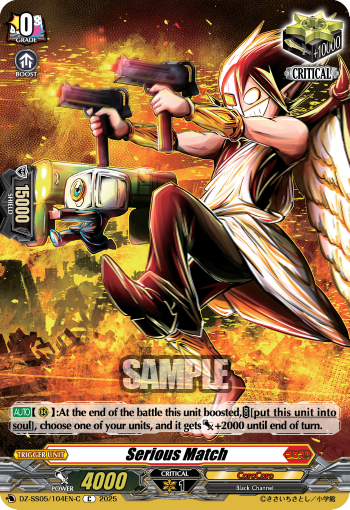 0
GRADE
BOOST
+10000
CRITICAL
15000
SHIELD
SAMPLE
AUTO【 】:At the end of the battle this unit boosted, [put this unit into
soul], choose one of your units, and it gets +2000 until end of turn.
TRIGGER UNIT
Serious Match
POWER 4000
CRITICAL
1
CoroCoro
Black Channel
DZ-SS05/104EN-C C 2025
©きさいちさとし/小学館